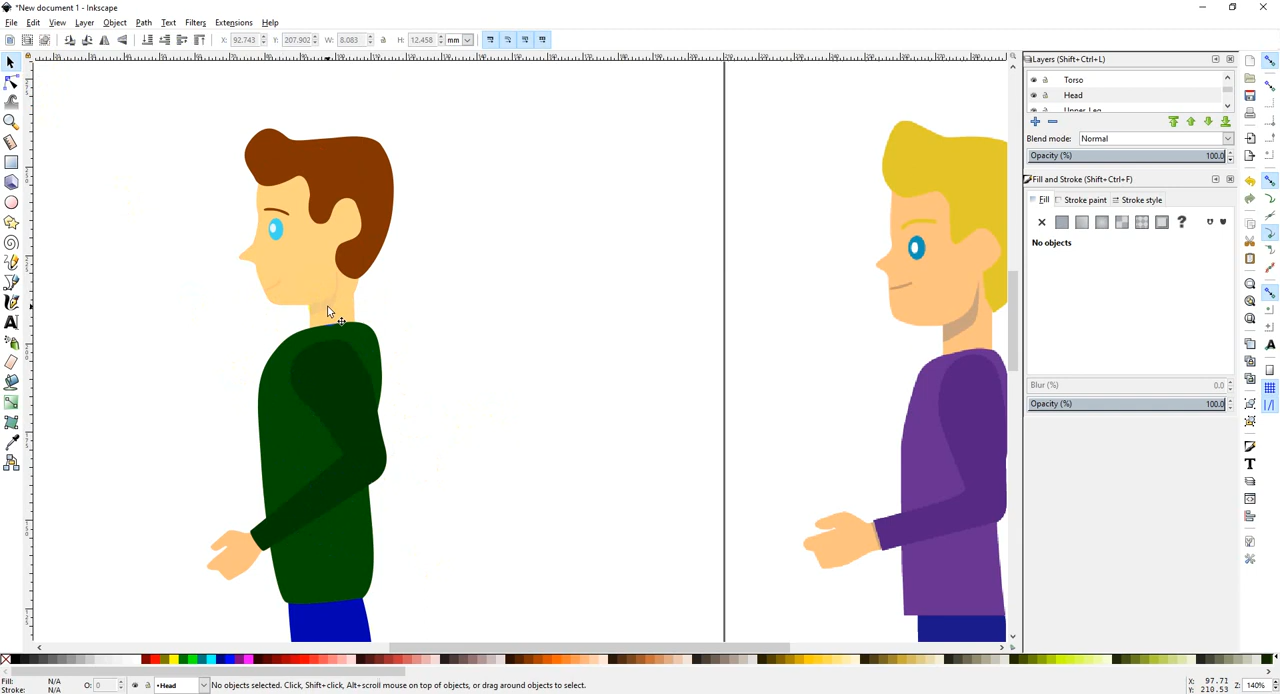 *New document 1 - Inkscape
File Edit View Layer Object Path Text Filters Extensions Help
X: 92.743 Y: 207.902 W: 8.083 H: 12.458 mm
Layers (Shift+Ctrl+L)
Torso
Head
Upper Leg
Blend mode: Normal
Opacity (%) 100.0
Fill and Stroke (Shift+Ctrl+F)
Fill Stroke paint Stroke style
No objects
Blur (%) 0.0
Opacity (%) 100.0
Fill: N/A
Stroke: N/A
O: 0
•Head
No objects selected. Click, Shift+click, Alt+scroll mouse on top of objects, or drag around objects to select.
X: 97.71
Y: 210.53
Z: 140%